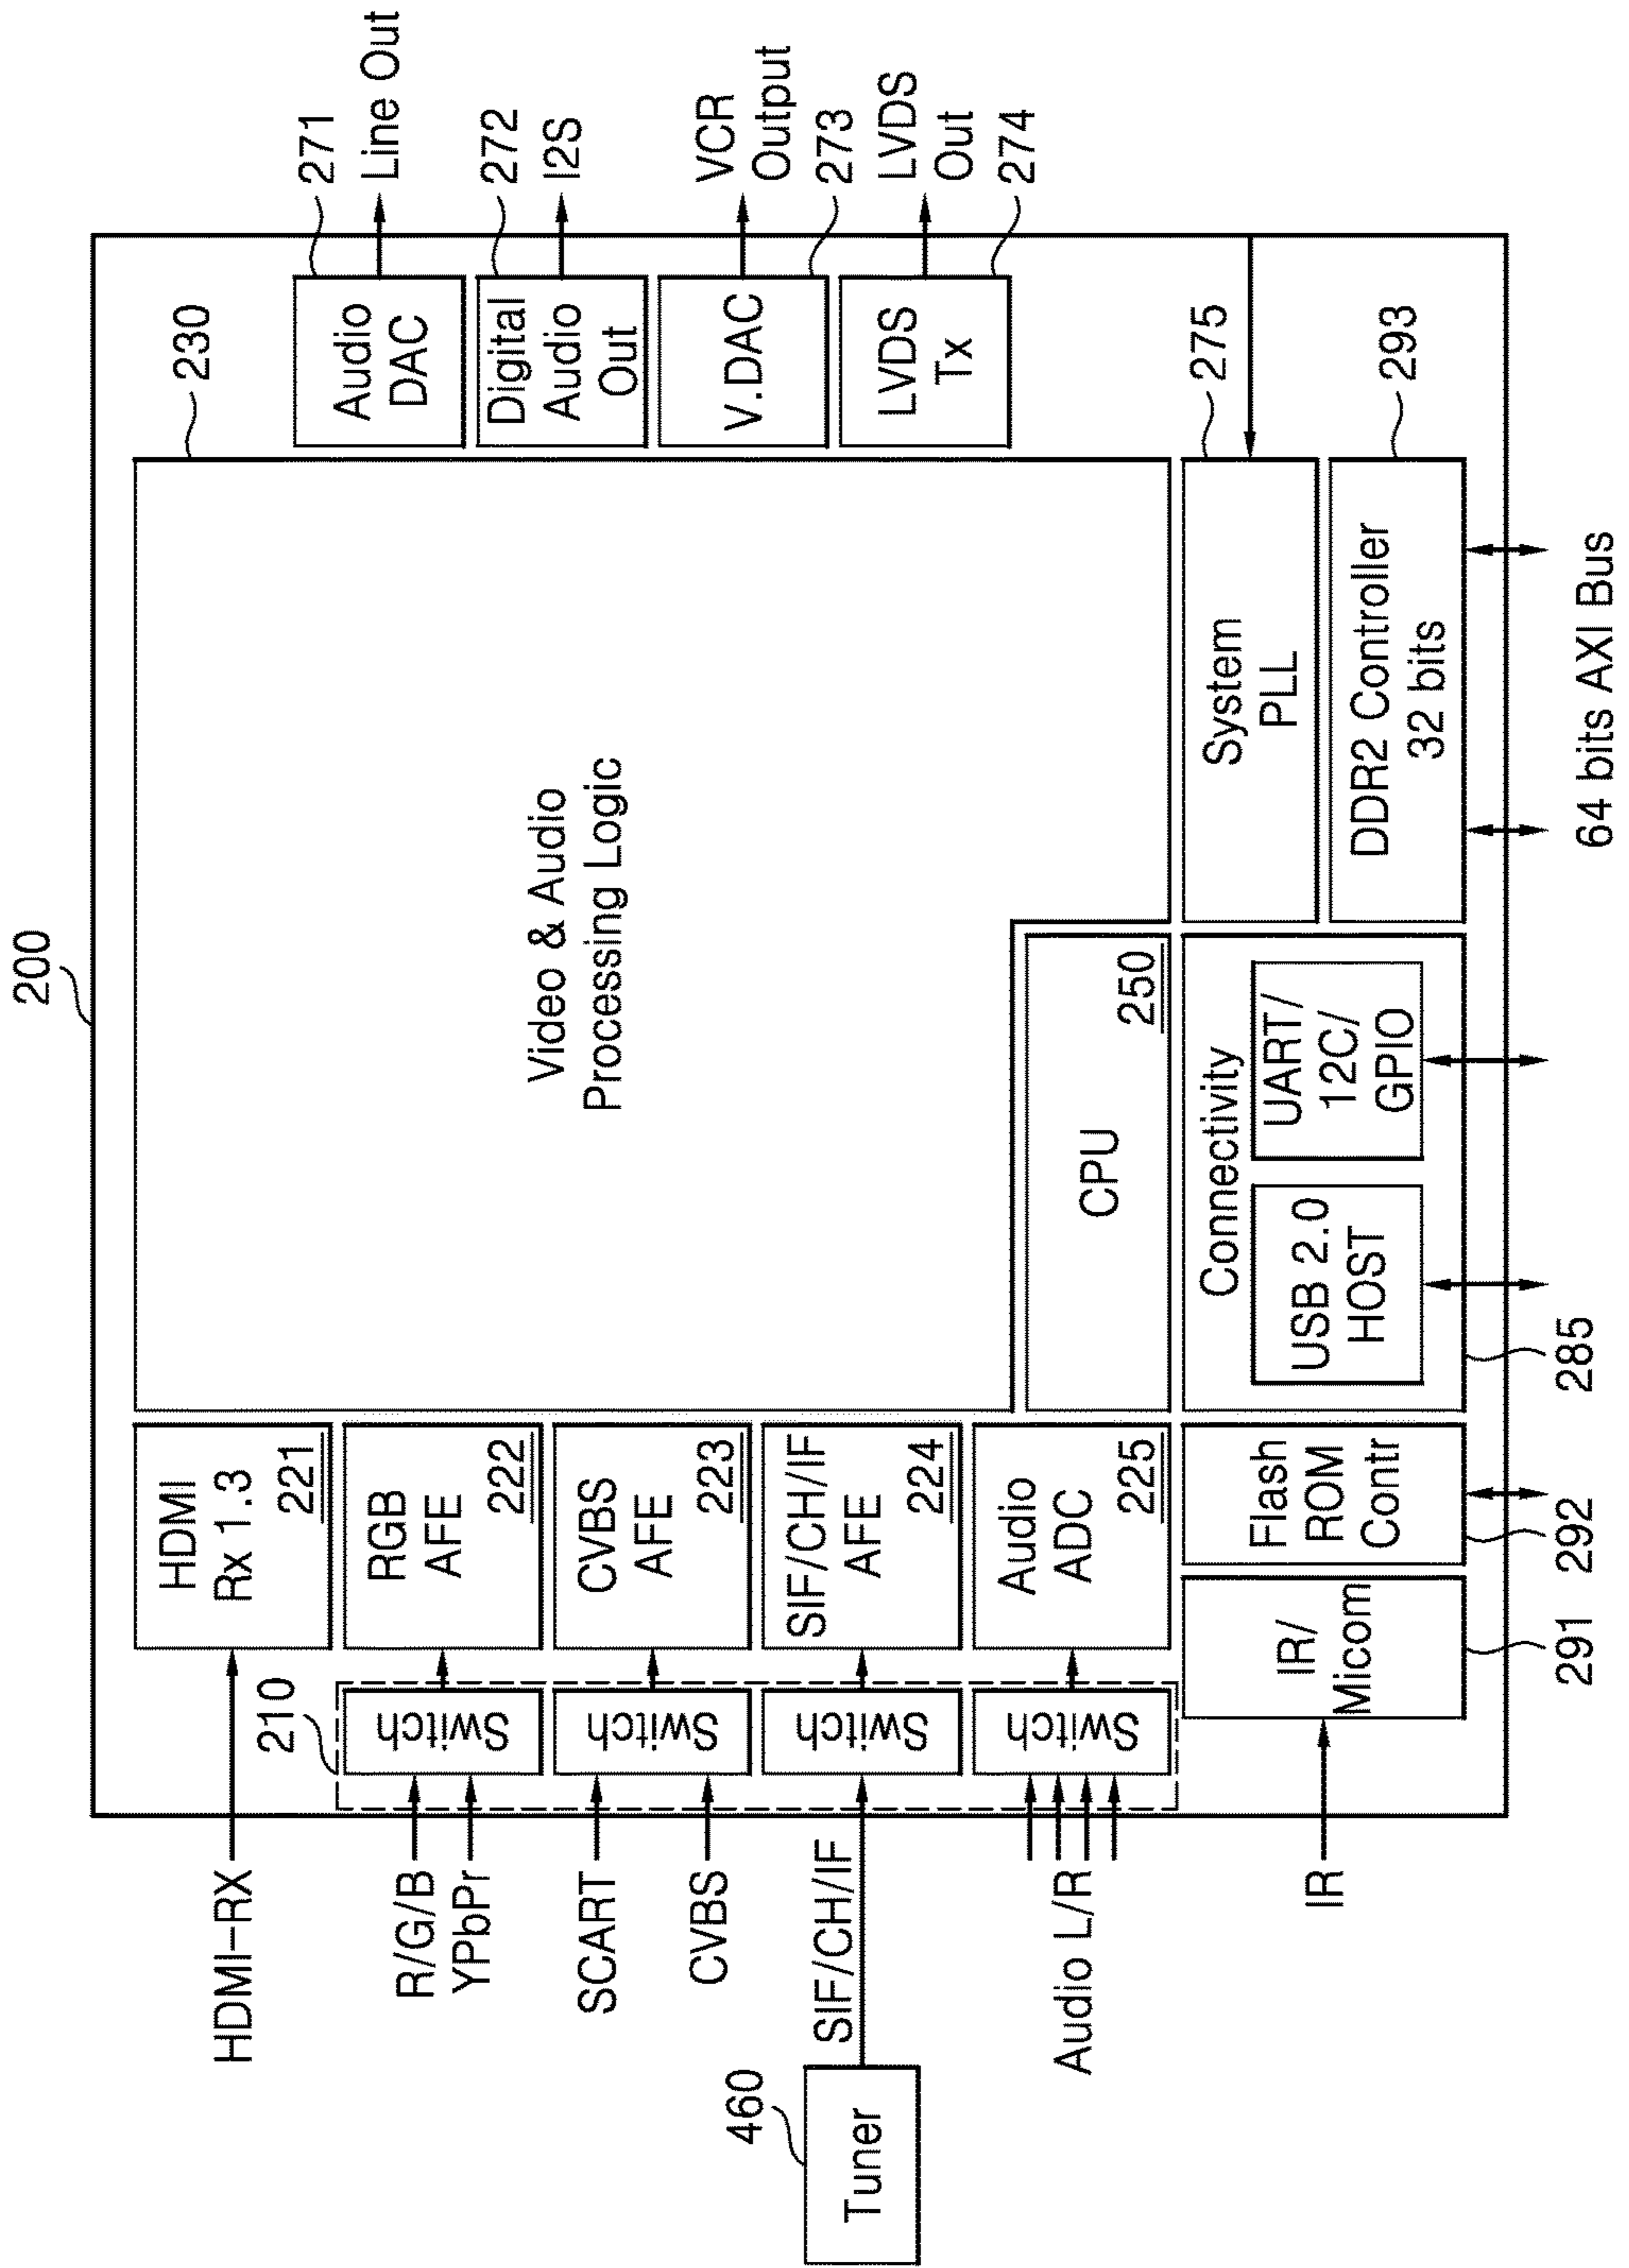 200
230
HDMI-RX
HDMI
Rx 1.3
221
210
R/G/B
YPbPr
Switch
RGB
AFE
222
SCART
CVBS
Switch
CVBS
AFE
223
460
Tuner
SIF/CH/IF
Switch
SIF/CH/IF
AFE
224
Audio L/R
Switch
Audio
ADC
225
Video & Audio
Processing Logic
CPU
250
Audio
DAC
271
Line Out
Digital
Audio
Out
272
I2S
V.DAC
VCR
Output
273
LVDS
Tx
LVDS
Out
274
IR
IR/
Micom
291
Flash
ROM
Contr
292
Connectivity
USB 2.0
HOST
UART/
12C/
GPIO
285
System
PLL
275
DDR2 Controller
32 bits
293
64 bits AXI Bus